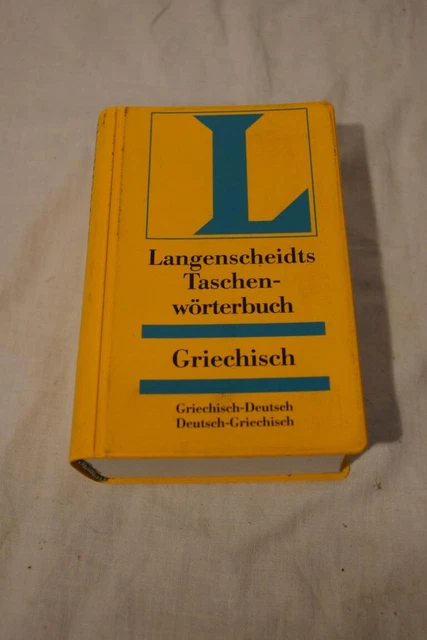 L
Langenscheidts
Taschen-
wörterbuch
Griechisch
Griechisch-Deutsch
Deutsch-Griechisch